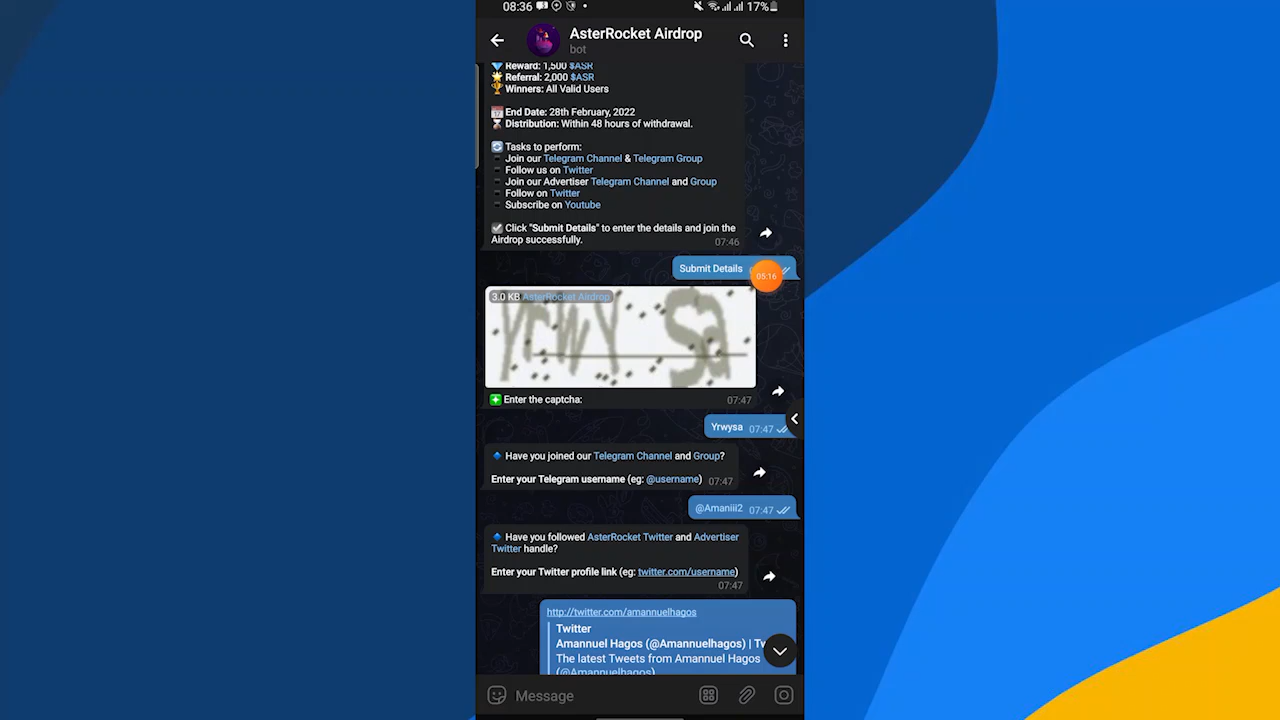 08:36
17%
AsterRocket Airdrop
bot
Reward: 1,500 $ASR
Referral: 2,000 $ASR
Winners: All Valid Users
End Date: 28th February, 2022
Distribution: Within 48 hours of withdrawal.
Tasks to perform:
Join our Telegram Channel & Telegram Group
Follow us on Twitter
Join our Advertiser Telegram Channel and Group
Follow on Twitter
Subscribe on Youtube
Click "Submit Details" to enter the details and join the
Airdrop successfully.
07:46
Submit Details
05:16
3.0 KB AsterRocket Airdrop
YrwY Sa
Enter the captcha:
07:47
Yrwysa 07:47
Have you joined our Telegram Channel and Group?
Enter your Telegram username (eg: @username) 07:47
@Amaniii2 07:47
Have you followed AsterRocket Twitter and Advertiser
Twitter handle?
Enter your Twitter profile link (eg: twitter.com/username)
07:47
http://twitter.com/amannuelhagos
Twitter
Amannuel Hagos (@Amannuelhagos) | Tw
The latest Tweets from Amannuel Hagos
(@Amannuelhagos)
Message